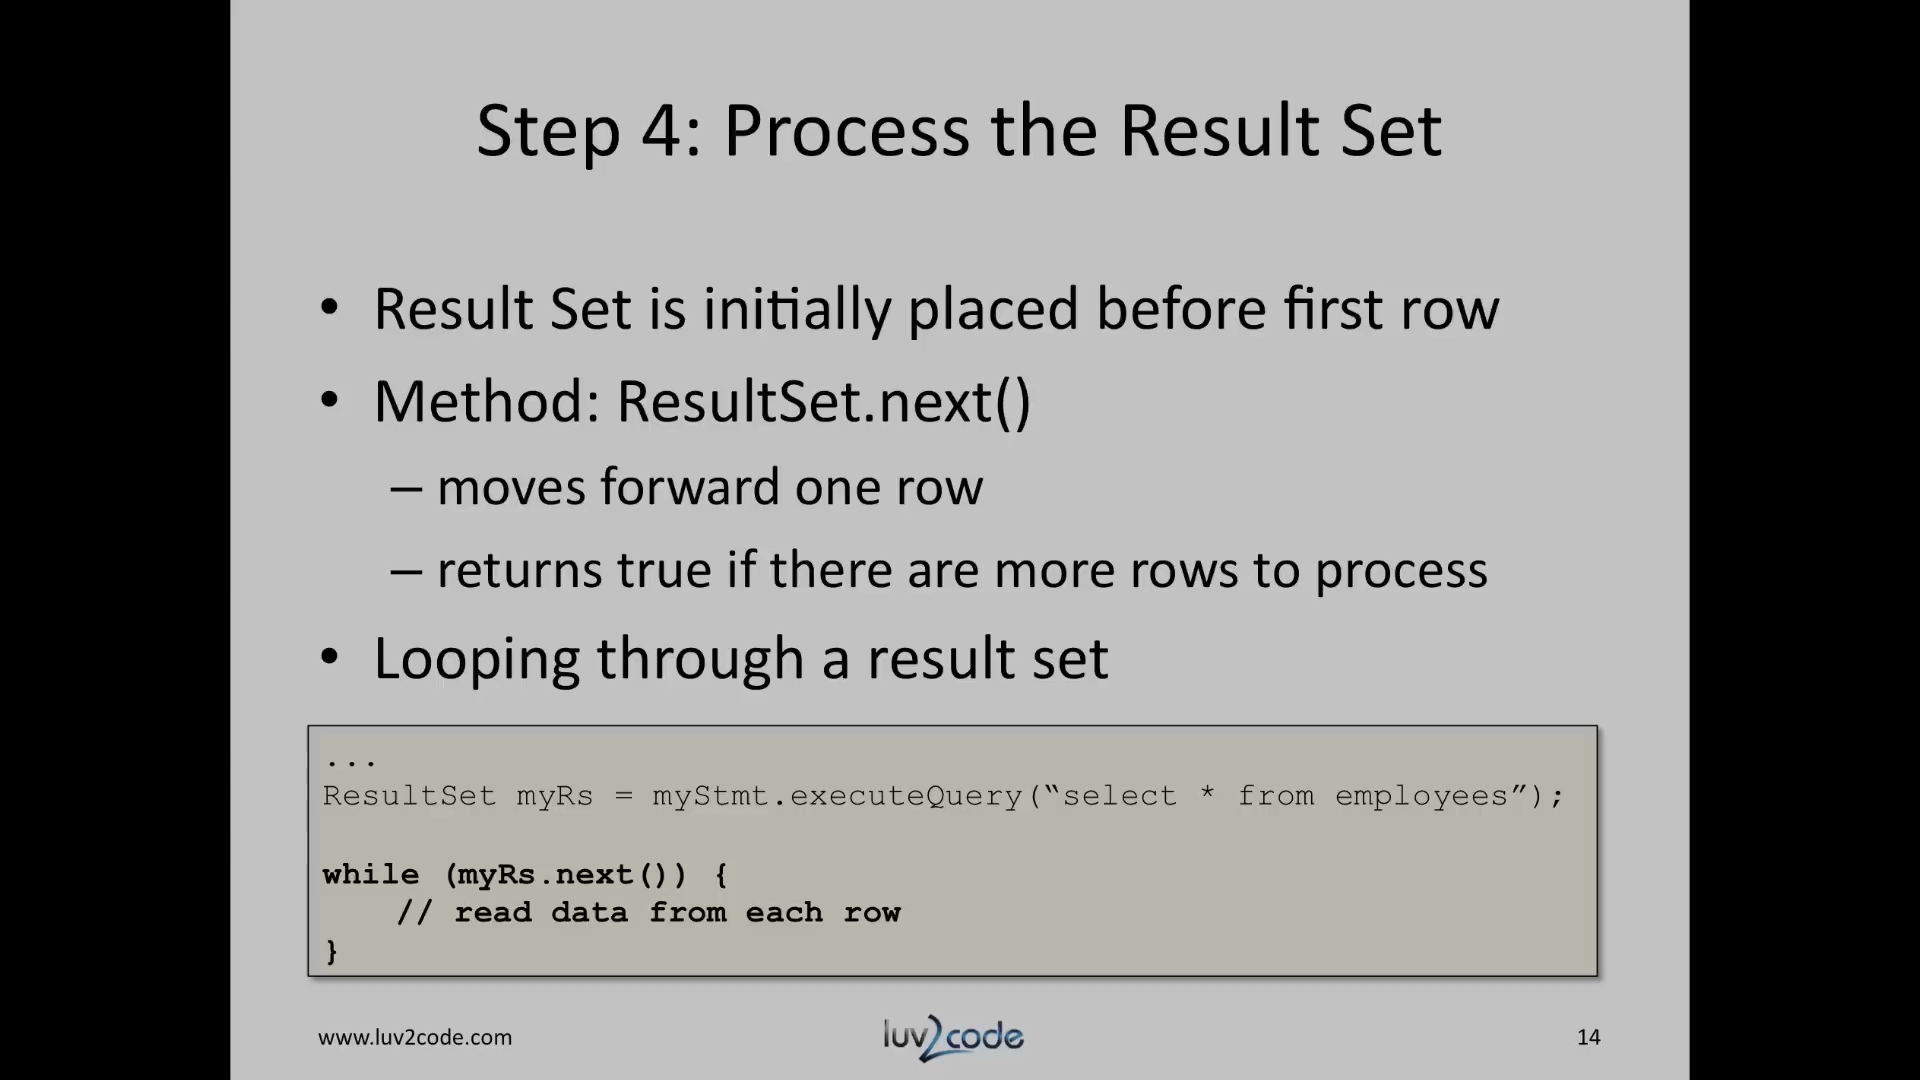 Step 4: Process the Result Set
• Result Set is initially placed before first row
• Method: ResultSet.next()
– moves forward one row
– returns true if there are more rows to process
• Looping through a result set
...
ResultSet myRs = myStmt.executeQuery(“select * from employees”);
while (myRs.next()) {
// read data from each row
}
www.luv2code.com
luv2code
14